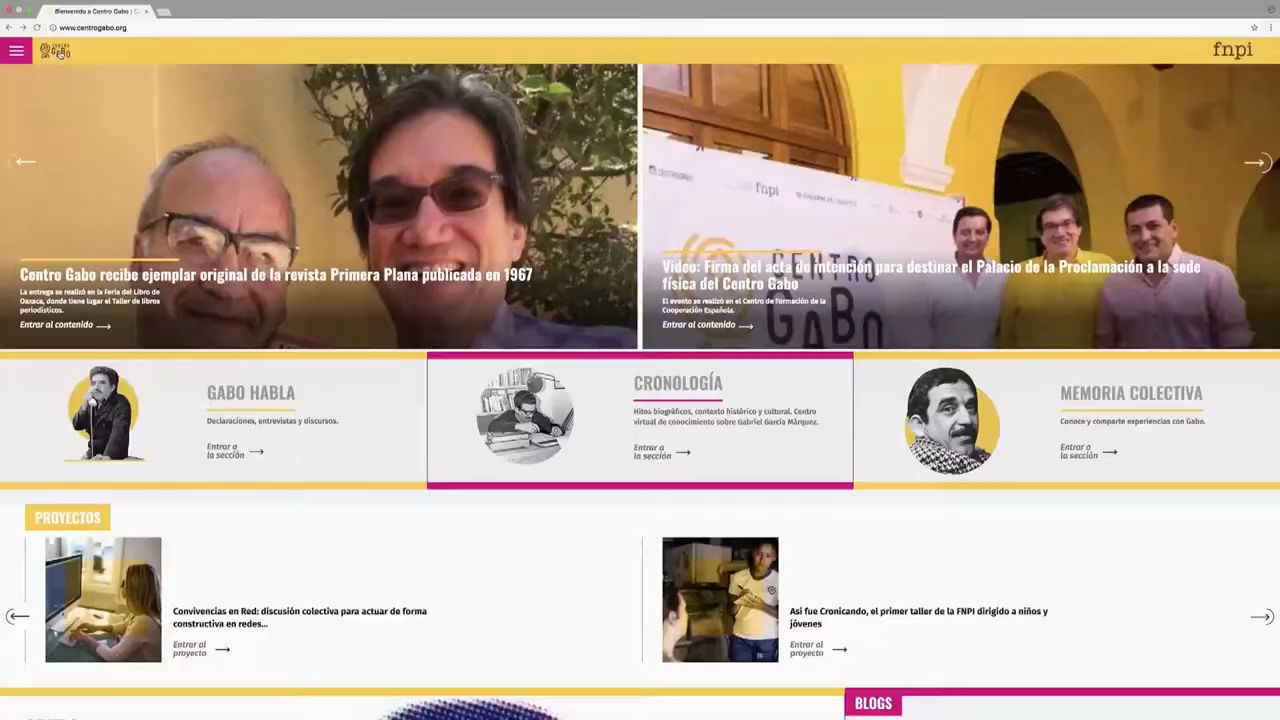 Bienvenido a Centro Gabo | C
www.centrogabo.org
CENTRO
GABO
fnpi
fnpi
CENTRO
GABO
Centro Gabo recibe ejemplar original de la revista Primera Plana publicada en 1967
La entrega se realizó en la Feria del Libro de
Oaxaca, donde tiene lugar el Taller de libros
periodísticos.
Entrar al contenido
Video: Firma del acta de intención para destinar el Palacio de la Proclamación a la sede
física del Centro Gabo
El evento se realizó en el Centro de Formación de la
Cooperación Española.
Entrar al contenido
GABO HABLA
Declaraciones, entrevistas y discursos.
Entrar a
la sección
CRONOLOGÍA
Hitos biográficos, contexto histórico y cultural. Centro
virtual de conocimiento sobre Gabriel García Márquez.
Entrar a
la sección
MEMORIA COLECTIVA
Conoce y comparte experiencias con Gabo.
Entrar a
la sección
PROYECTOS
Convivencias en Red: discusión colectiva para actuar de forma
constructiva en redes...
Entrar al
proyecto
Así fue Cronicando, el primer taller de la FNPI dirigido a niños y
jóvenes
Entrar al
proyecto
BLOGS